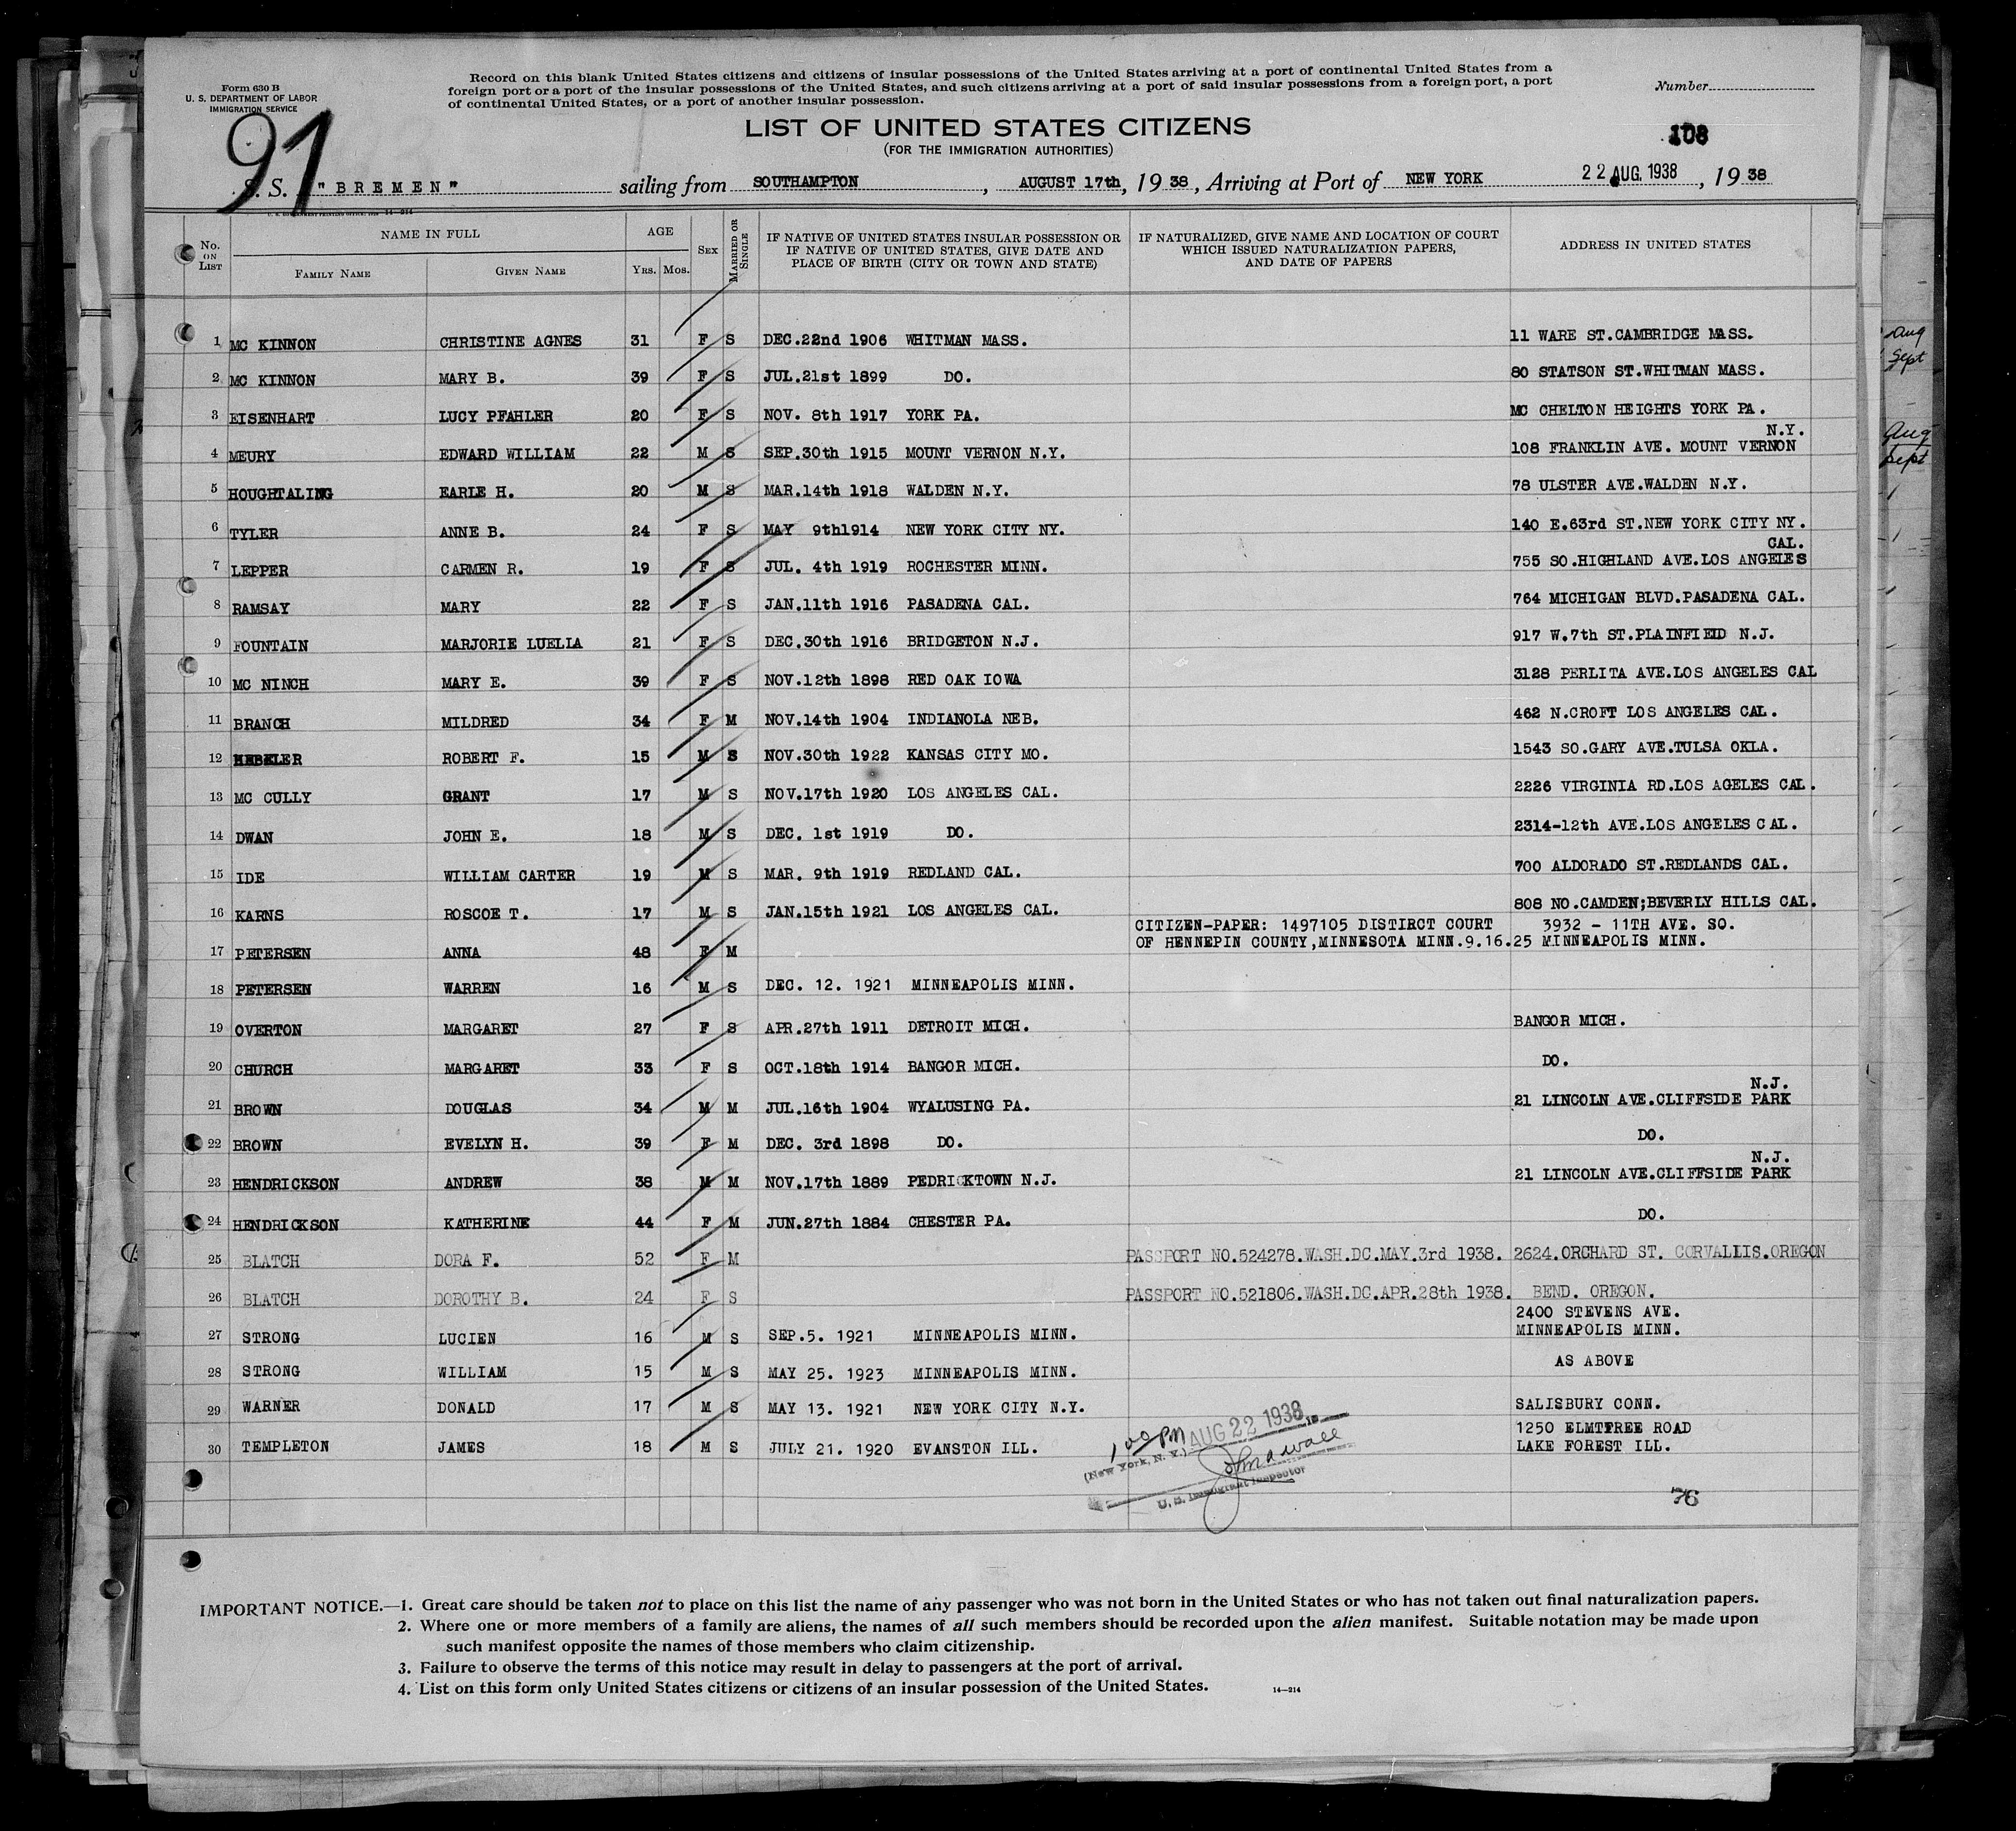 Form 630 B
U. S. DEPARTMENT OF LABOR
IMMIGRATION SERVICE
Record on this blank United States citizens and citizens of insular possessions of the United States arriving at a port of continental United States from a
foreign port or a port of the insular possessions of the United States, and such citizens arriving at a port of said insular possessions from a foreign port, a port
of continental United States, or a port of another insular possession.
Number
91
LIST OF UNITED STATES CITIZENS
(FOR THE IMMIGRATION AUTHORITIES)
108
S. S. "BREMEN" sailing from SOUTHAMPTON, AUGUST 17th, 19 38, Arriving at Port of NEW YORK 22 AUG. 1938, 19 38
No. ON LIST
NAME IN FULL
FAMILY NAME
GIVEN NAME
AGE
YRS. MOS.
SEX
MARRIED OR SINGLE
IF NATIVE OF UNITED STATES INSULAR POSSESSION OR
IF NATIVE OF UNITED STATES, GIVE DATE AND
PLACE OF BIRTH (CITY OR TOWN AND STATE)
IF NATURALIZED, GIVE NAME AND LOCATION OF COURT
WHICH ISSUED NATURALIZATION PAPERS,
AND DATE OF PAPERS
ADDRESS IN UNITED STATES
1 MC KINNON CHRISTINE AGNES 31 F S DEC.22nd 1906 WHITMAN MASS. 11 WARE ST.CAMBRIDGE MASS.
2 MC KINNON MARY B. 39 F S JUL.21st 1899 DO. 80 STATSON ST.WHITMAN MASS.
3 EISENHART LUCY PFAHLER 20 F S NOV. 8th 1917 YORK PA. MC CHELTON HEIGHTS YORK PA.
N.Y.
4 MEURY EDWARD WILLIAM 22 M S SEP.30th 1915 MOUNT VERNON N.Y. 108 FRANKLIN AVE. MOUNT VERNON
5 HOUGHTALING EARLE H. 20 M S MAR.14th 1918 WALDEN N.Y. 78 ULSTER AVE.WALDEN N.Y.
6 TYLER ANNE B. 24 F S MAY 9th1914 NEW YORK CITY NY. 140 E.63rd ST.NEW YORK CITY NY.
CAL.
7 LEPPER CARMEN R. 19 F S JUL. 4th 1919 ROCHESTER MINN. 755 SO.HIGHLAND AVE.LOS ANGELES
8 RAMSAY MARY 22 F S JAN.11th 1916 PASADENA CAL. 764 MICHIGAN BLVD.PASADENA CAL.
9 FOUNTAIN MARJORIE LUELLA 21 F S DEC.30th 1916 BRIDGETON N.J. 917 W.7th ST.PLAINFIEID N.J.
10 MC NINCH MARY E. 39 F S NOV.12th 1898 RED OAK IOWA 3128 PERLITA AVE.LOS ANGELES CAL
11 BRANCH MILDRED 34 F M NOV.14th 1904 INDIANOLA NEB. 462 N.CROFT LOS ANGELES CAL.
12 ROBERT F. 15 M S NOV.30th 1922 KANSAS CITY MO. 1543 SO.GARY AVE.TULSA OKLA.
13 MC CULLY GRANT 17 M S NOV.17th 1920 LOS ANGELES CAL. 2226 VIRGINIA RD.LOS AGELES CAL.
14 DWAN JOHN E. 18 M S DEC. 1st 1919 DO. 2314-12th AVE.LOS ANGELES CAL.
15 IDE WILLIAM CARTER 19 M S MAR. 9th 1919 REDLAND CAL. 700 ALDORADO ST.REDLANDS CAL.
16 KARNS ROSCOE T. 17 M S JAN.15th 1921 LOS ANGELES CAL. 808 NO.CAMDEN;BEVERLY HILLS CAL.
CITIZEN-PAPER: 1497105 DISTIRCT COURT 3932 - 11TH AVE. SO.
17 PETERSEN ANNA 48 F M OF HENNEPIN COUNTY,MINNESOTA MINN.9.16.25 MINNEAPOLIS MINN.
18 PETERSEN WARREN 16 M S DEC. 12. 1921 MINNEAPOLIS MINN.
19 OVERTON MARGARET 27 F S APR.27th 1911 DETROIT MICH. BANGOR MICH.
20 CHURCH MARGARET 33 F S OCT.18th 1914 BANGOR MICH. DO.
N.J.
21 BROWN DOUGLAS 34 M M JUL.16th 1904 WYALUSING PA. 21 LINCOLN AVE.CLIFFSIDE PARK
22 BROWN EVELYN H. 39 F M DEC. 3rd 1898 DO. DO.
N.J.
23 HENDRICKSON ANDREW 38 M M NOV.17th 1889 PEDRICKTOWN N.J. 21 LINCOLN AVE.CLIFFSIDE PARK
24 HENDRICKSON KATHERINE 44 F M JUN.27th 1884 CHESTER PA. DO.
25 BLATCH DORA F. 52 F M PASSPORT NO.524278.WASH.DC.MAY.3rd 1938. 2624.ORCHARD ST. CORVALLIS.OREGON
26 BLATCH DOROTHY B. 24 F S PASSPORT NO.521806.WASH.DC.APR.28th 1938. BEND. OREGON.
2400 STEVENS AVE.
27 STRONG LUCIEN 16 M S SEP.5. 1921 MINNEAPOLIS MINN. MINNEAPOLIS MINN.
28 STRONG WILLIAM 15 M S MAY 25. 1923 MINNEAPOLIS MINN. AS ABOVE
29 WARNER DONALD 17 M S MAY 13. 1921 NEW YORK CITY N.Y. SALISBURY CONN.
1250 ELMTREE ROAD
30 TEMPLETON JAMES 18 M S JULY 21. 1920 EVANSTON ILL. LAKE FOREST ILL.
1 00 PM AUG 22 1938
(New York, N. Y.)
U. S. Immigrant Inspector
76
IMPORTANT NOTICE.—1. Great care should be taken not to place on this list the name of any passenger who was not born in the United States or who has not taken out final naturalization papers.
2. Where one or more members of a family are aliens, the names of all such members should be recorded upon the alien manifest. Suitable notation may be made upon
such manifest opposite the names of those members who claim citizenship.
3. Failure to observe the terms of this notice may result in delay to passengers at the port of arrival.
4. List on this form only United States citizens or citizens of an insular possession of the United States.
14—214
Aug
Sept
Aug
Sept